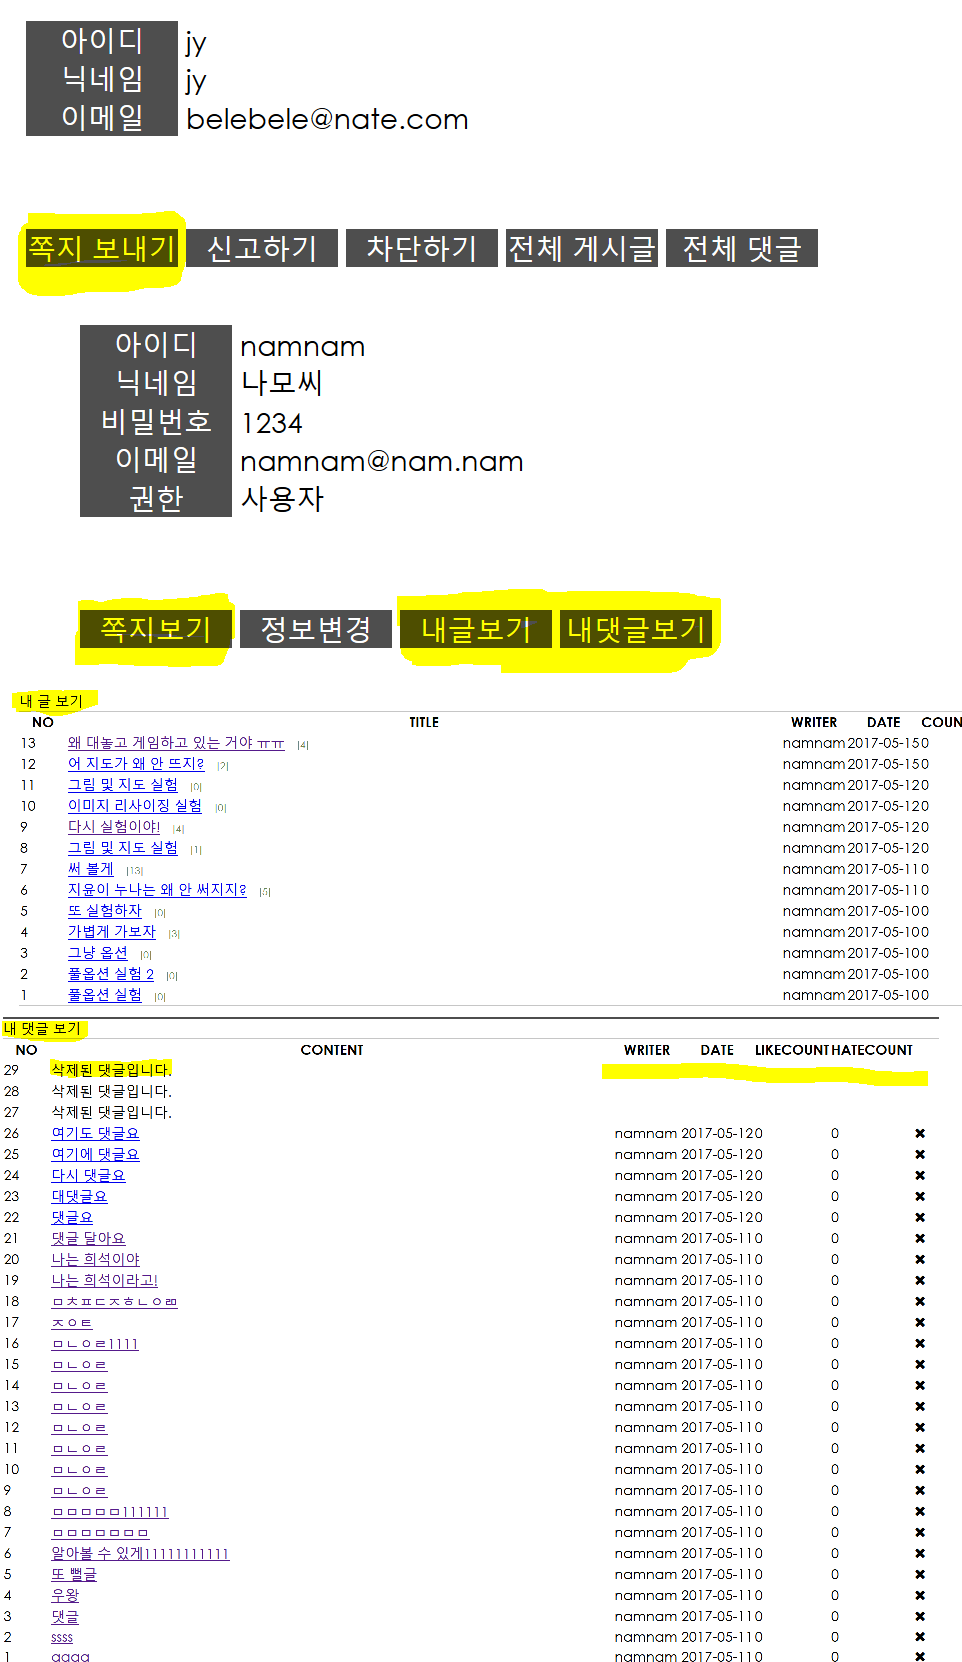 아이디 jy
닉네임 jy
이메일 belebele@nate.com
쪽지 보내기 신고하기 차단하기 전체 게시글 전체 댓글
아이디 namnam
닉네임 나모씨
비밀번호 1234
이메일 namnam@nam.nam
권한 사용자
쪽지보기 정보변경 내글보기 내댓글보기
내 글 보기
NO TITLE WRITER DATE COUN
13 왜 대놓고 게임하고 있는 거야 ㅠㅠ [4] namnam 2017-05-15 0
12 어 지도가 왜 안 뜨지? [2] namnam 2017-05-15 0
11 그림 및 지도 실험 [0] namnam 2017-05-12 0
10 이미지 리사이징 실험 [0] namnam 2017-05-12 0
9 다시 실험이야! [4] namnam 2017-05-12 0
8 그림 및 지도 실험 [1] namnam 2017-05-12 0
7 써 볼게 [13] namnam 2017-05-11 0
6 지윤이 누나는 왜 안 써지지? [5] namnam 2017-05-11 0
5 또 실험하자 [0] namnam 2017-05-10 0
4 가볍게 가보자 [3] namnam 2017-05-10 0
3 그냥 옵션 [0] namnam 2017-05-10 0
2 풀옵션 실험 2 [0] namnam 2017-05-10 0
1 풀옵션 실험 [0] namnam 2017-05-10 0
내 댓글 보기
NO CONTENT WRITER DATE LIKECOUNT HATECOUNT
29 삭제된 댓글입니다.
28 삭제된 댓글입니다.
27 삭제된 댓글입니다.
26 여기도 댓글요 namnam 2017-05-12 0 0 ✖
25 여기에 댓글요 namnam 2017-05-12 0 0 ✖
24 다시 댓글요 namnam 2017-05-12 0 0 ✖
23 대댓글요 namnam 2017-05-12 0 0 ✖
22 댓글요 namnam 2017-05-12 0 0 ✖
21 댓글 달아요 namnam 2017-05-11 0 0 ✖
20 나는 희석이야 namnam 2017-05-11 0 0 ✖
19 나는 희석이라고! namnam 2017-05-11 0 0 ✖
18 ㅁㅊㅍㄷㅈㅎㄴㅇㄻ namnam 2017-05-11 0 0 ✖
17 ㅈㅇㅌ namnam 2017-05-11 0 0 ✖
16 ㅁㄴㅇㄹ1111 namnam 2017-05-11 0 0 ✖
15 ㅁㄴㅇㄹ namnam 2017-05-11 0 0 ✖
14 ㅁㄴㅇㄹ namnam 2017-05-11 0 0 ✖
13 ㅁㄴㅇㄹ namnam 2017-05-11 0 0 ✖
12 ㅁㄴㅇㄹ namnam 2017-05-11 0 0 ✖
11 ㅁㄴㅇㄹ namnam 2017-05-11 0 0 ✖
10 ㅁㄴㅇㄹ namnam 2017-05-11 0 0 ✖
9 ㅁㄴㅇㄹ namnam 2017-05-11 0 0 ✖
8 ㅁㅁㅁㅁㅁ111111 namnam 2017-05-11 0 0 ✖
7 ㅁㅁㅁㅁㅁㅁㅁ namnam 2017-05-11 0 0 ✖
6 알아볼 수 있게11111111111 namnam 2017-05-11 0 0 ✖
5 또 뻘글 namnam 2017-05-11 0 0 ✖
4 우왕 namnam 2017-05-11 0 0 ✖
3 댓글 namnam 2017-05-11 0 0 ✖
2 ssss namnam 2017-05-11 0 0 ✖
1 namnam 2017-05-11 0 0 ✖